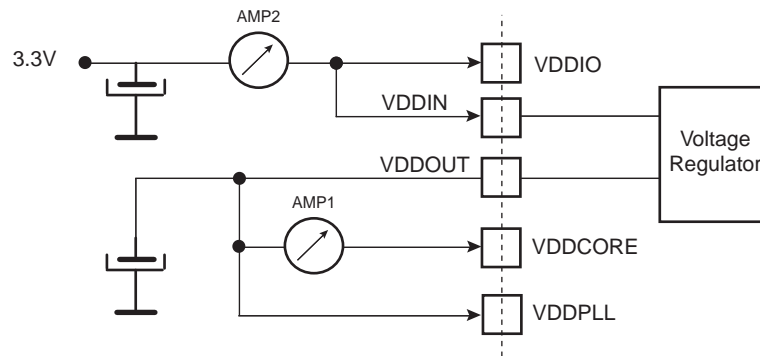 AMP2
3.3V
VDDIO
VDDIN
Voltage
Regulator
VDDOUT
AMP1
VDDCORE
VDDPLL